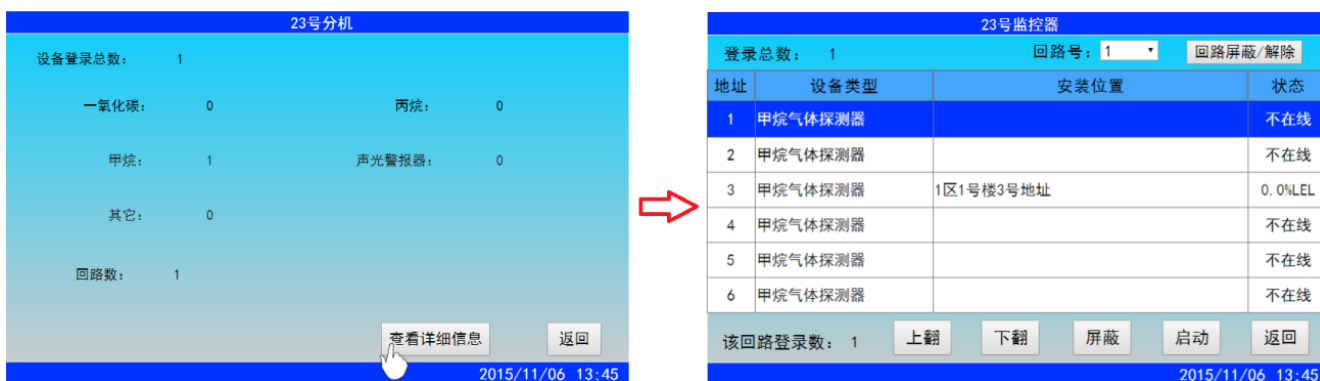 23号分机
设备登录总数: 1
一氧化碳: 0 丙烷: 0
甲烷: 1 声光警报器: 0
其它: 0
回路数: 1
查看详细信息 返回
2015/11/06 13:45
23号监控器
登录总数: 1 回路号: 1 回路屏蔽/解除
地址 设备类型 安装位置 状态
1 甲烷气体探测器 不在线
2 甲烷气体探测器 不在线
3 甲烷气体探测器 1区1号楼3号地址 0.0%LEL
4 甲烷气体探测器 不在线
5 甲烷气体探测器 不在线
6 甲烷气体探测器 不在线
该回路登录数: 1 上翻 下翻 屏蔽 启动 返回
2015/11/06 13:45